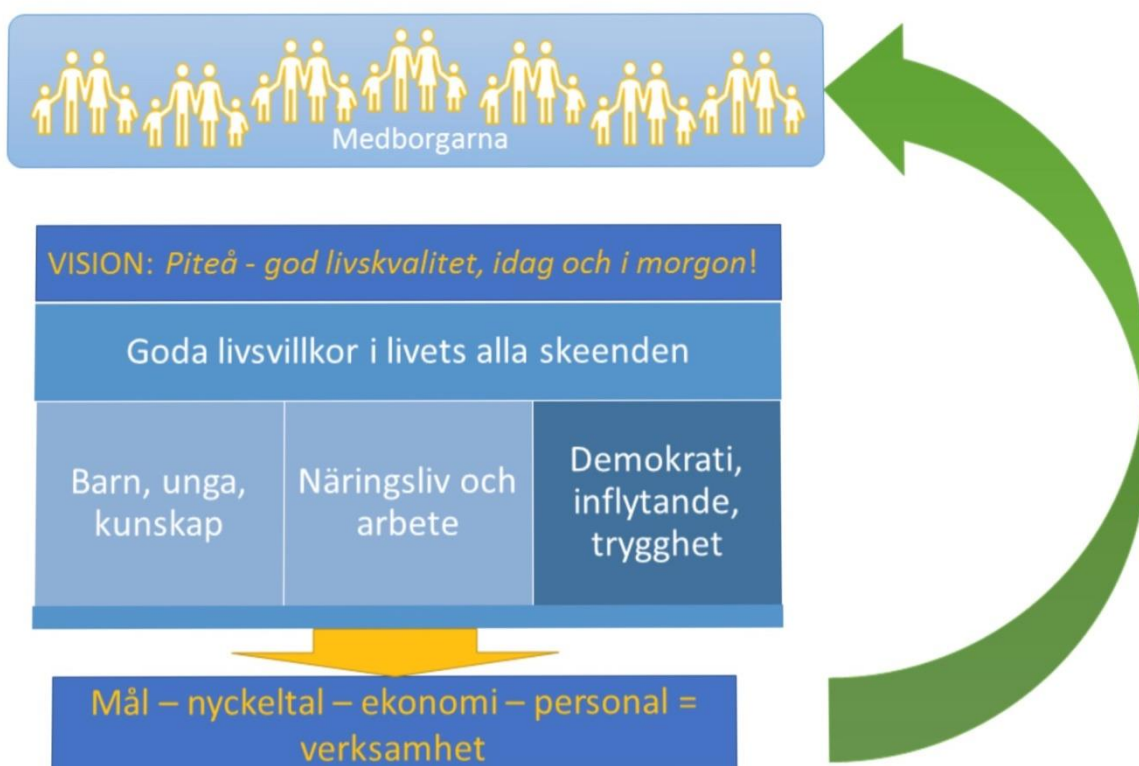 Medborgarna
VISION: Piteå - god livskvalitet, idag och i morgon!
Goda livsvillkor i livets alla skeenden
Barn, unga,
kunskap
Näringsliv och
arbete
Demokrati,
inflytande,
trygghet
Mål – nyckeltal – ekonomi – personal =
verksamhet